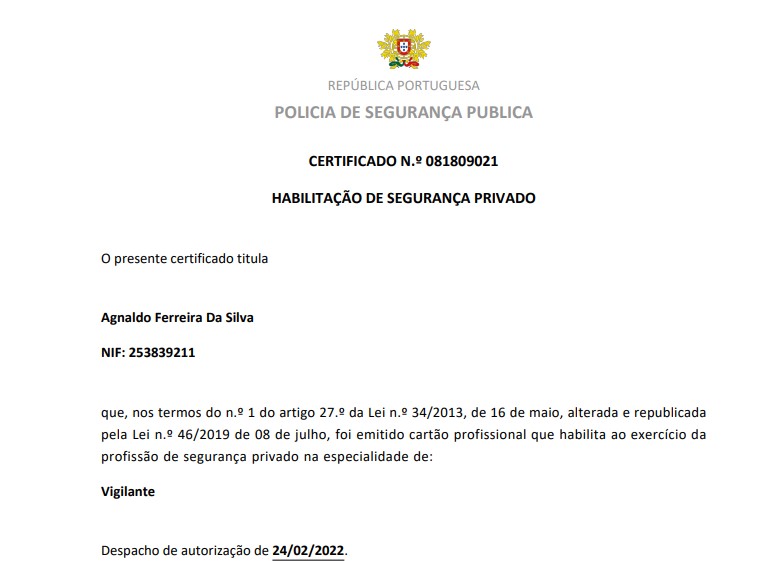 REPÚBLICA PORTUGUESA
POLICIA DE SEGURANÇA PUBLICA
CERTIFICADO N.º 081809021
HABILITAÇÃO DE SEGURANÇA PRIVADO
O presente certificado titula
Agnaldo Ferreira Da Silva
NIF: 253839211
que, nos termos do n.º 1 do artigo 27.º da Lei n.º 34/2013, de 16 de maio, alterada e republicada
pela Lei n.º 46/2019 de 08 de julho, foi emitido cartão profissional que habilita ao exercício da
profissão de segurança privado na especialidade de:
Vigilante
Despacho de autorização de 24/02/2022.